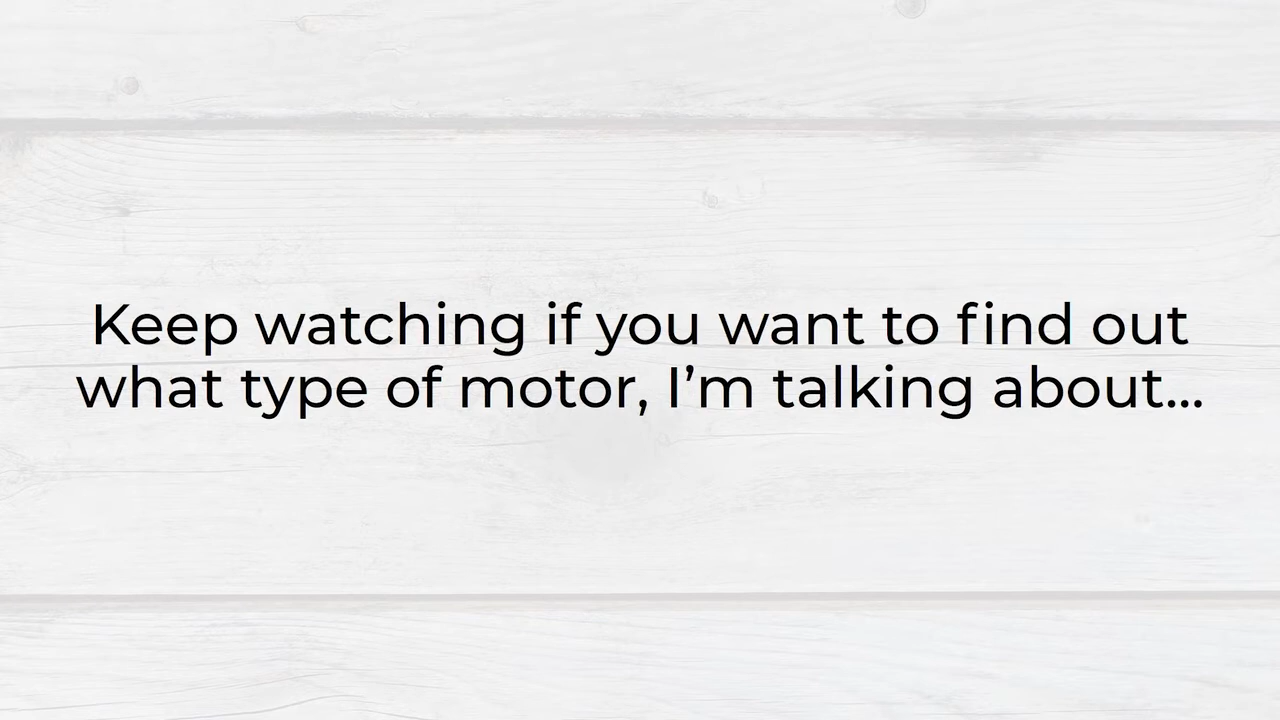 Keep watching if you want to find out
what type of motor, I’m talking about...